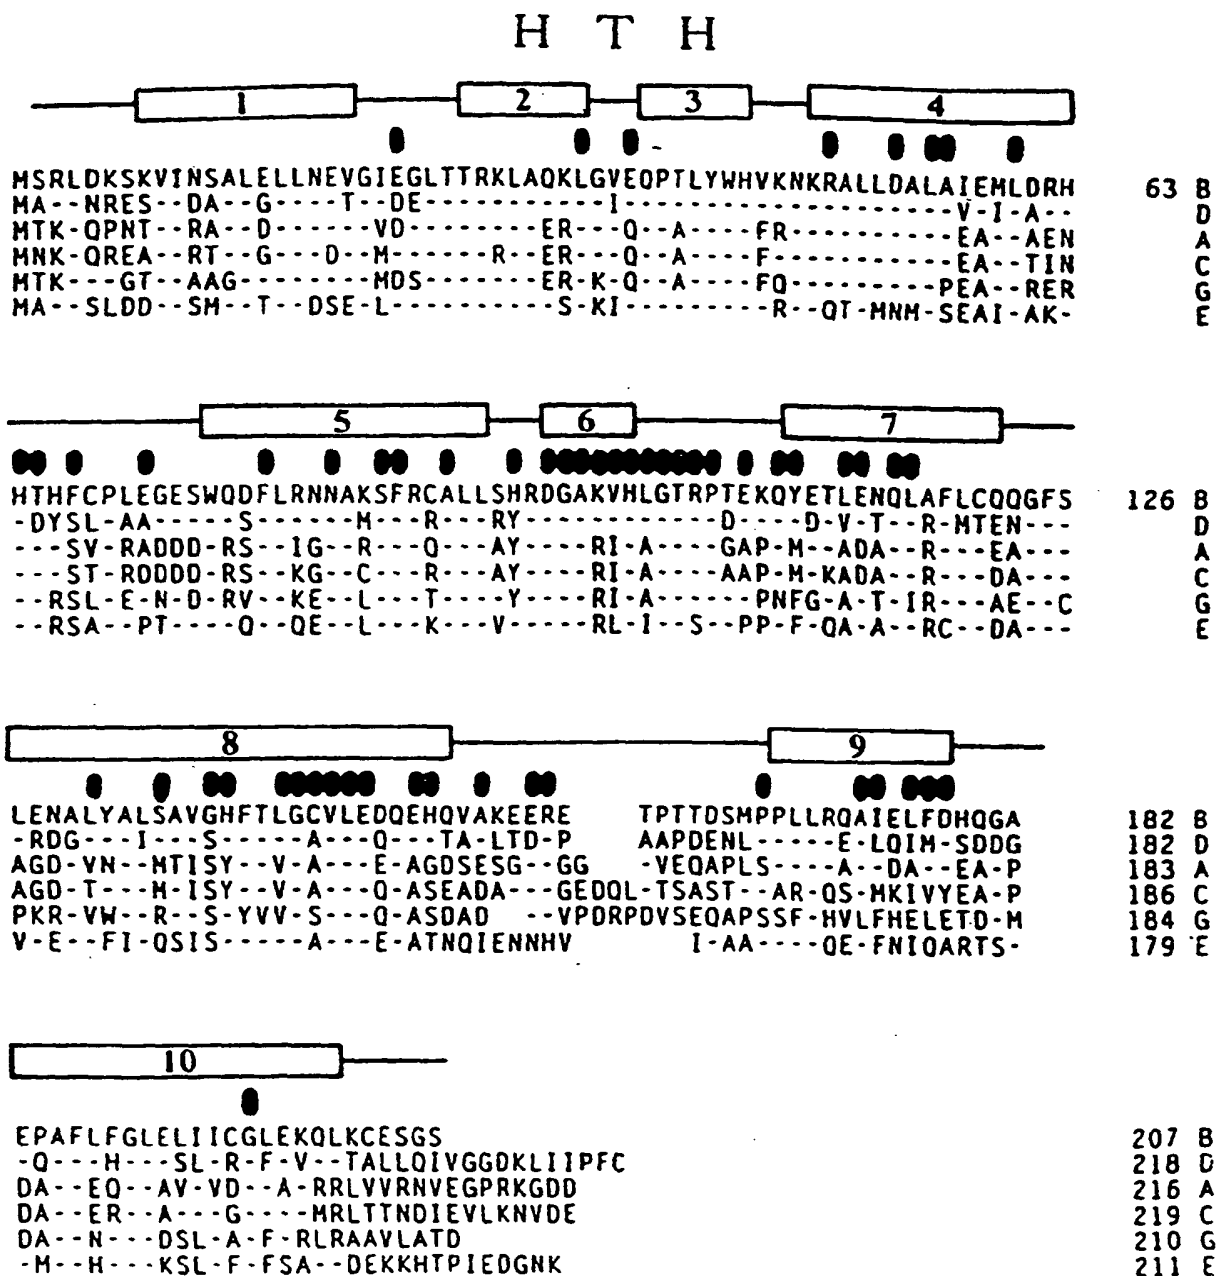 H T H
1 2 3 4
MSRLDKSKVINSALELLNEVGIEGLTTRKLAQKLGVEQPTLYWHVKNKRALLDALAIEMLDRH 63 B
MA--NRES--DA--G---T--DE-----------I--------------------V-I-A-- D
MTK-QPNT--RA--D------VD--------ER---Q--A----FR---------EA--AEN A
MNK-QREA--RT--G---D--M------R--ER---Q--A----F----------EA--TIN C
MTK---GT--AAG-------MDS-------ER-K-Q--A----FQ---------PEA--RER G
MA--SLDD--SM--T--DSE-L----------S-KI---------R--QT-MNM-SEAI-AK- E
5 6 7
HTHFCPLEGESWQDFLRNNAKSFRCALLSHRDGAKVHLGTRPTEKQYETLENQLAFLCQQGFS 126 B
-DYSL-AA-----S------M---R--RY-----------D----D-V-T--R-MTEN--- D
---SV-RADDD-RS--IG--R---Q--AY----RI-A----GAP-M--ADA--R---EA--- A
---ST-RDDDD-RS--KG--C---R--AY----RI-A----AAP-M-KADA--R---DA--- C
--RSL-E-N-D-RV--KE--L---T---Y----RI-A------PNFG-A-T-IR---AE--C G
--RSA--PT---Q--QE--L---K---V-----RL-I--S--PP-F-QA-A--RC--DA--- E
8 9
LENALYALSAVGHFTLGCVLEDQEHQVAKEERE TPTTDSMPPLLRQAIELFDHQGA 182 B
-RDG---I---S-----A---Q---TA-LTD-P AAPDENL-----E-LQIM-SDDG 182 D
AGD-YN--MTISY--V-A---E-AGDSESG--GG -VEQAPLS----A--DA--EA-P 183 A
AGD-T---M-ISY--V-A---Q-ASEADA---GEDQL-TSAST--AR-QS-MKIVYEA-P 186 C
PKR-VW--R--S-YVV-S---Q-ASDAD --VPDRPDVSEQAPSSF-HVLFHELETD-M 184 G
V-E--FI-QSIS-----A---E-ATNQIENNHV I-AA----QE-FNIQARTS- 179 E
10
EPAFLFGLELIICGLEKQLKCESGS 207 B
-Q---H---SL-R-F-V--TALLQIVGGDKLIIPFC 218 D
DA--EQ--AV-VD--A-RRLVVRNVEGPRKGDD 216 A
DA--ER--A---G----MRLTTNDIEVLKNVDE 219 C
DA--N---DSL-A-F-RLRAAVLATD 210 G
-M--H---KSL-F-FSA--DEKKHTPIEDGNK 211 E